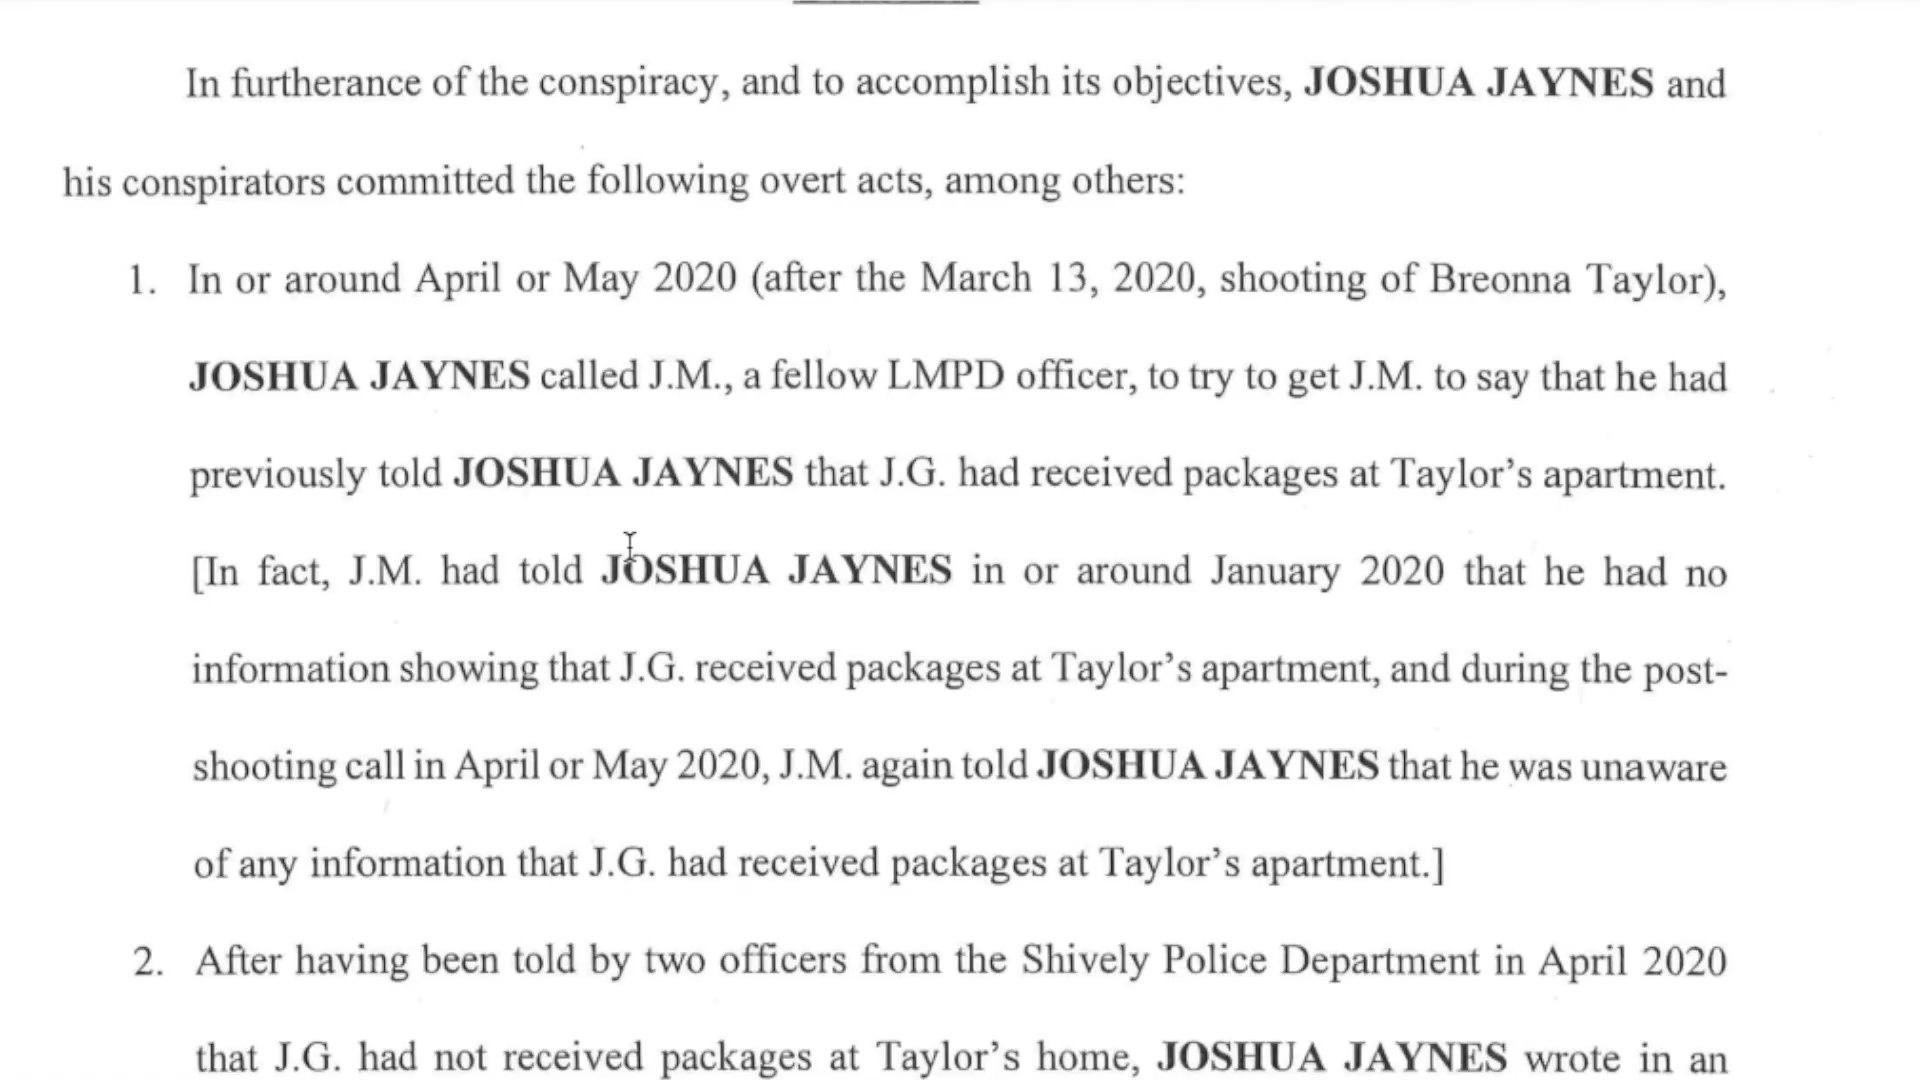 In furtherance of the conspiracy, and to accomplish its objectives, JOSHUA JAYNES and
his conspirators committed the following overt acts, among others:
1. In or around April or May 2020 (after the March 13, 2020, shooting of Breonna Taylor),
JOSHUA JAYNES called J.M., a fellow LMPD officer, to try to get J.M. to say that he had
previously told JOSHUA JAYNES that J.G. had received packages at Taylor’s apartment.
[In fact, J.M. had told JOSHUA JAYNES in or around January 2020 that he had no
information showing that J.G. received packages at Taylor’s apartment, and during the post-
shooting call in April or May 2020, J.M. again told JOSHUA JAYNES that he was unaware
of any information that J.G. had received packages at Taylor’s apartment.]
2. After having been told by two officers from the Shively Police Department in April 2020
that J.G. had not received packages at Taylor’s home, JOSHUA JAYNES wrote in an